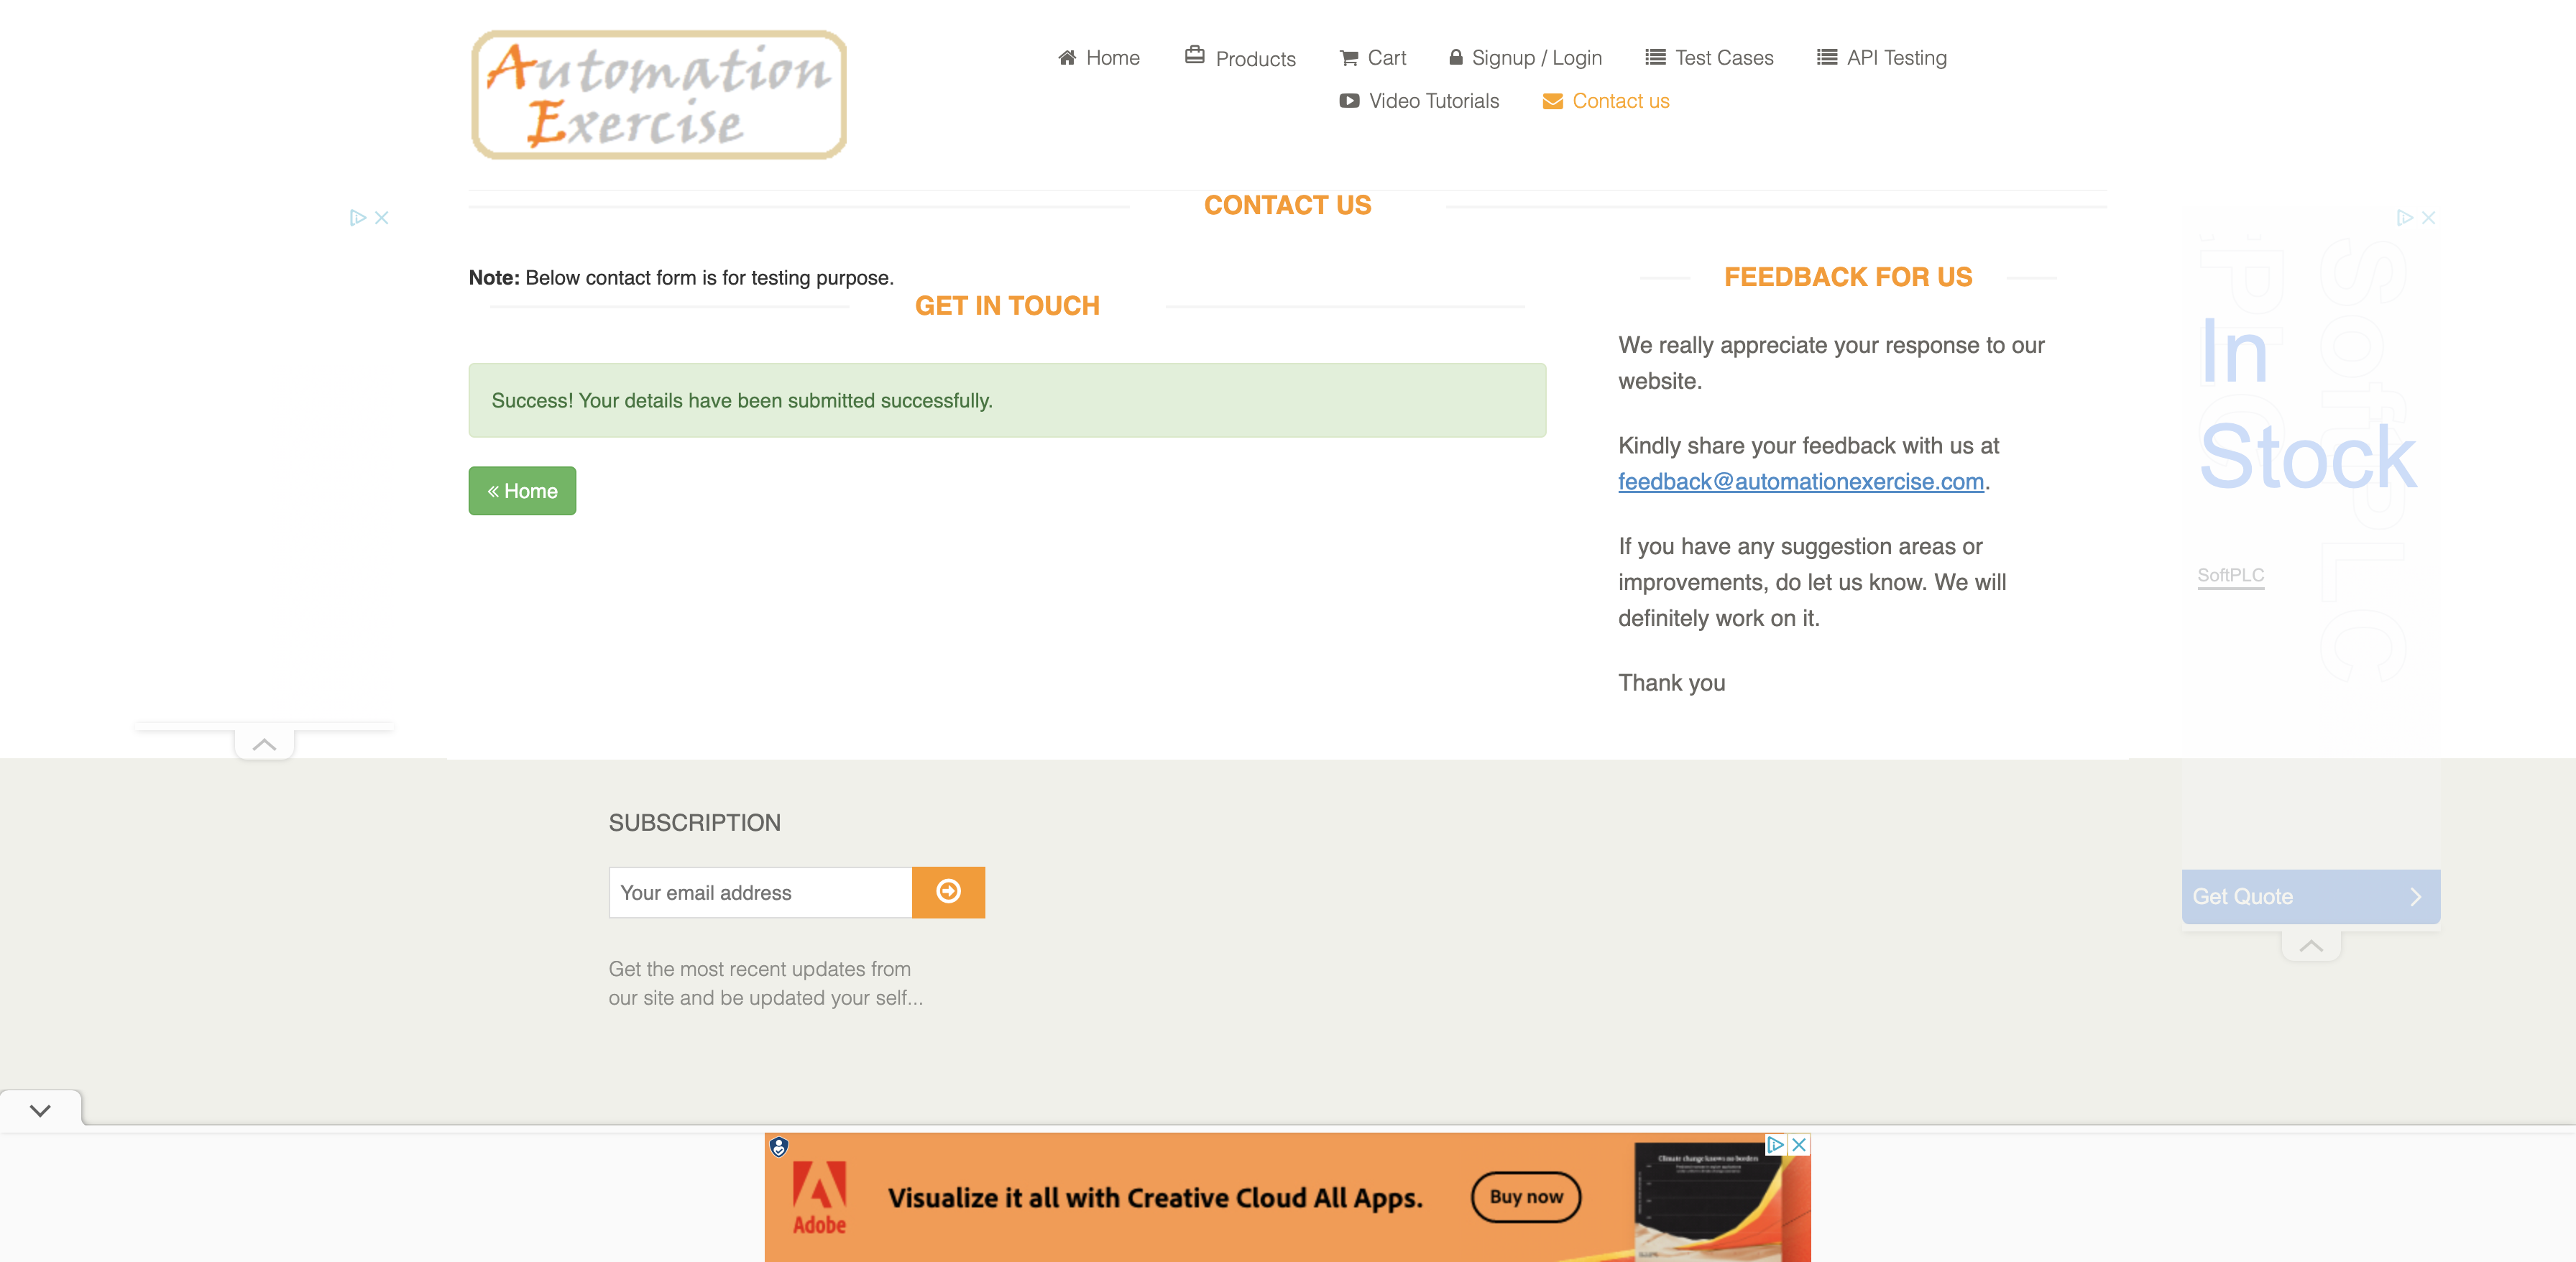 Automation
Exercise
Home
Products
Cart
Signup / Login
Test Cases
API Testing
Video Tutorials
Contact us
CONTACT US
Note: Below contact form is for testing purpose.
GET IN TOUCH
Success! Your details have been submitted successfully.
« Home
FEEDBACK FOR US
We really appreciate your response to our
website.
Kindly share your feedback with us at
feedback@automationexercise.com.
If you have any suggestion areas or
improvements, do let us know. We will
definitely work on it.
Thank you
In
Stock
SoftPLC
SoftPLC
Get Quote
SUBSCRIPTION
Your email address
Get the most recent updates from
our site and be updated your self...
Adobe
Visualize it all with Creative Cloud All Apps.
Buy now
Climate change knows no borders